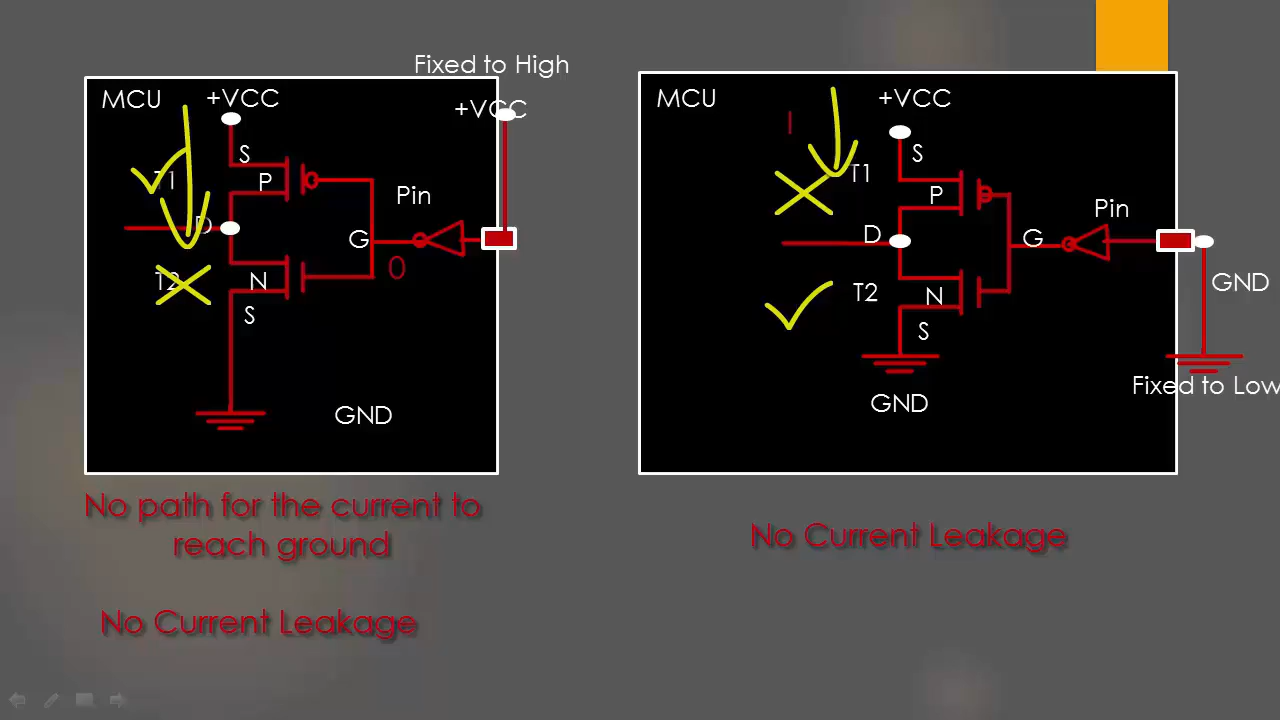 Fixed to High
MCU
+VCC
+VCC
S
T1
P
Pin
D
G
0
T2
N
S
GND
No path for the current to
reach ground
No Current Leakage
MCU
+VCC
1
S
T1
P
Pin
D
G
T2
N
S
GND
GND
Fixed to Low
No Current Leakage